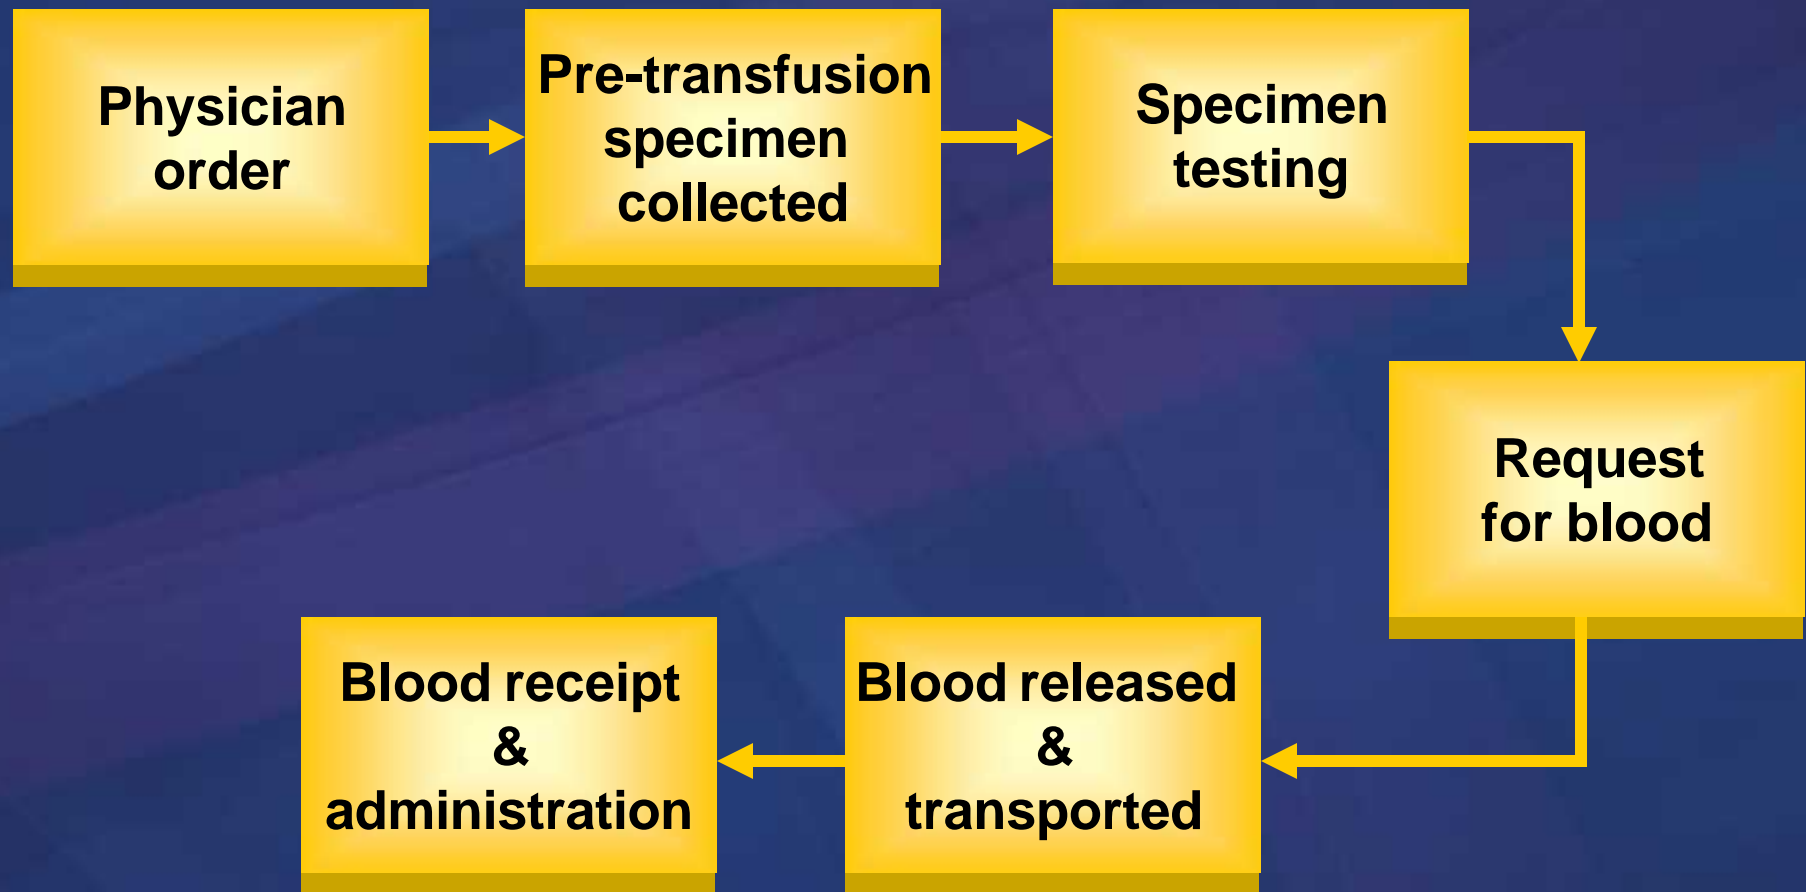 Physician
order
Pre-transfusion
specimen
collected
Specimen
testing
Request
for blood
Blood released
&
transported
Blood receipt
&
administration